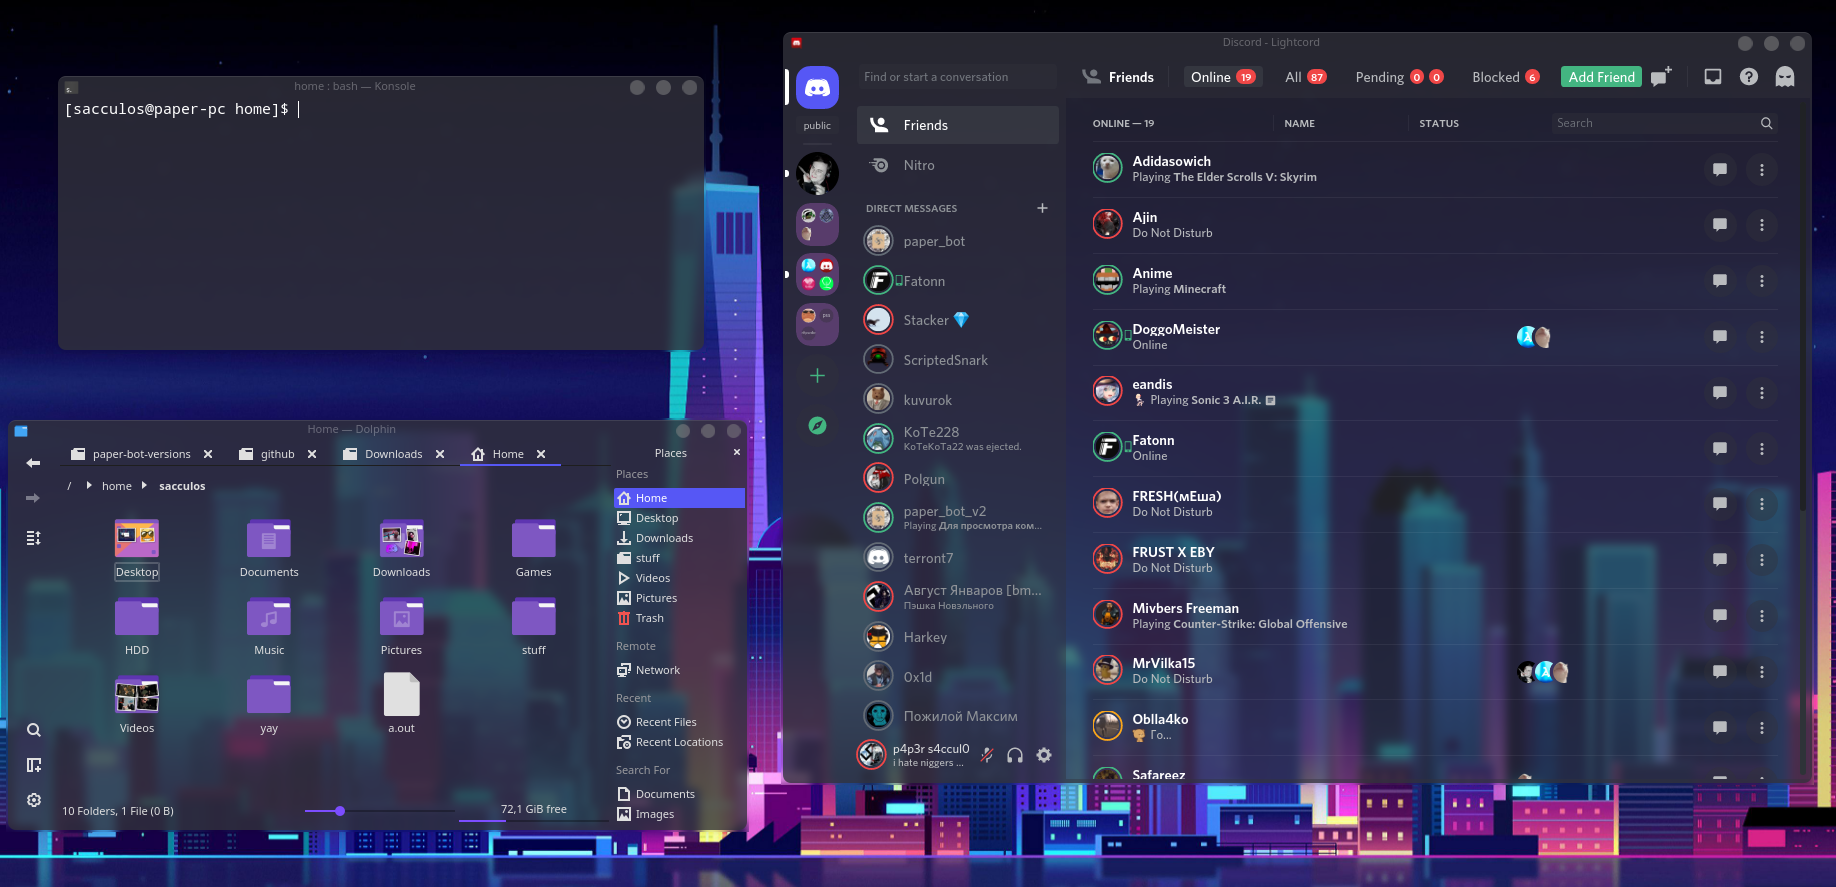 home : bash — Konsole
[sacculos@paper-pc home]$
Home — Dolphin
paper-bot-versions
github
Downloads
Home
/ home sacculos
Desktop
Documents
Downloads
Games
HDD
Music
Pictures
stuff
Videos
yay
a.out
10 Folders, 1 File (0 B)
72,1 GiB free
Places
Places
Home
Desktop
Downloads
stuff
Videos
Pictures
Trash
Remote
Network
Recent
Recent Files
Recent Locations
Search For
Documents
Images
Discord - Lightcord
public
Find or start a conversation
Friends
Nitro
DIRECT MESSAGES
paper_bot
Fatonn
Stacker 💎
ScriptedSnark
kuvurok
KoTe228
KoTeKoTa22 was ejected.
Polgun
paper_bot_v2
Playing Для просмотра ком...
terront7
Август Январов [bm...
Пэшка Новэльного
Harkey
0x1d
Пожилой Максим
p4p3r s4ccul0
i hate niggers ...
Friends
Online 19
All 87
Pending 0 0
Blocked 6
Add Friend
ONLINE — 19
NAME
STATUS
Search
Adidasowich
Playing The Elder Scrolls V: Skyrim
Ajin
Do Not Disturb
Anime
Playing Minecraft
DoggoMeister
Online
eandis
Playing Sonic 3 A.I.R.
Fatonn
Online
FRESH(мЕша)
Do Not Disturb
FRUST X EBY
Do Not Disturb
Mivbers Freeman
Playing Counter-Strike: Global Offensive
MrVilka15
Do Not Disturb
Oblla4ko
Го...
Safareez